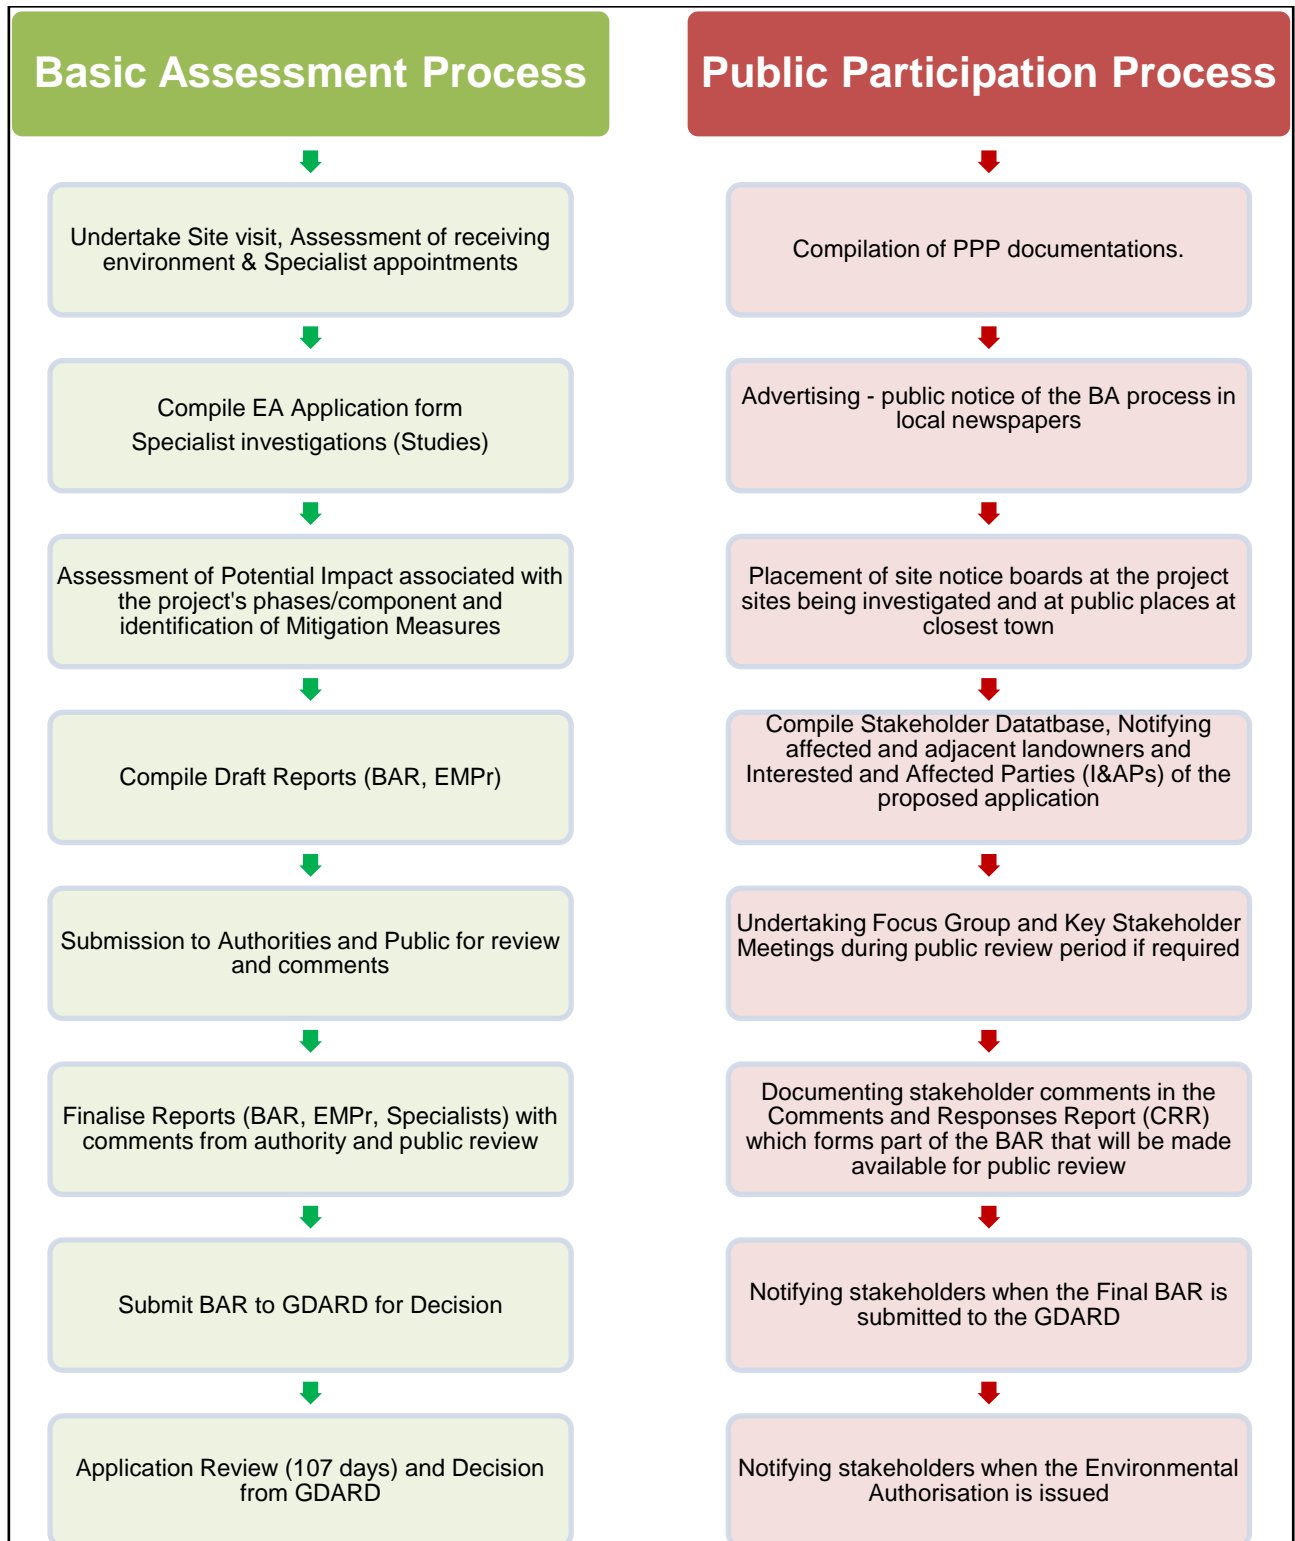 Basic Assessment Process
Undertake Site visit, Assessment of receiving
environment & Specialist appointments
Compile EA Application form
Specialist investigations (Studies)
Assessment of Potential Impact associated with
the project's phases/component and
identification of Mitigation Measures
Compile Draft Reports (BAR, EMPr)
Submission to Authorities and Public for review
and comments
Finalise Reports (BAR, EMPr, Specialists) with
comments from authority and public review
Submit BAR to GDARD for Decision
Application Review (107 days) and Decision
from GDARD
Public Participation Process
Compilation of PPP documentations.
Advertising - public notice of the BA process in
local newspapers
Placement of site notice boards at the project
sites being investigated and at public places at
closest town
Compile Stakeholder Datatbase, Notifying
affected and adjacent landowners and
Interested and Affected Parties (I&APs) of the
proposed application
Undertaking Focus Group and Key Stakeholder
Meetings during public review period if required
Documenting stakeholder comments in the
Comments and Responses Report (CRR)
which forms part of the BAR that will be made
available for public review
Notifying stakeholders when the Final BAR is
submitted to the GDARD
Notifying stakeholders when the Environmental
Authorisation is issued